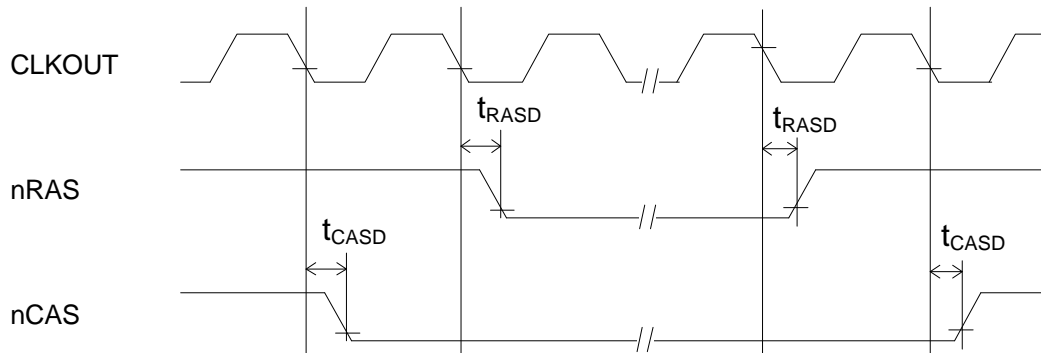 CLKOUT
tRASD
tRASD
nRAS
tCASD
tCASD
nCAS